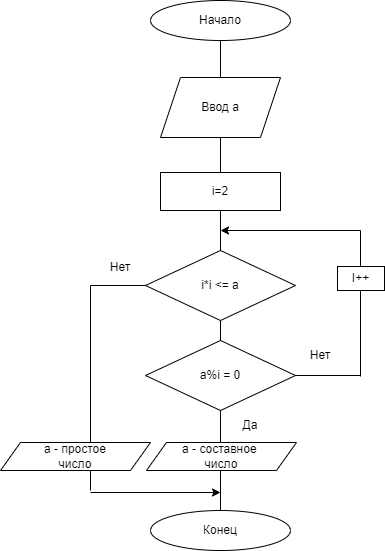 Начало
Ввод a
i=2
I++
Нет
i*i <= a
Нет
a%i = 0
Да
a - простое
число
a - составное
число
Конец